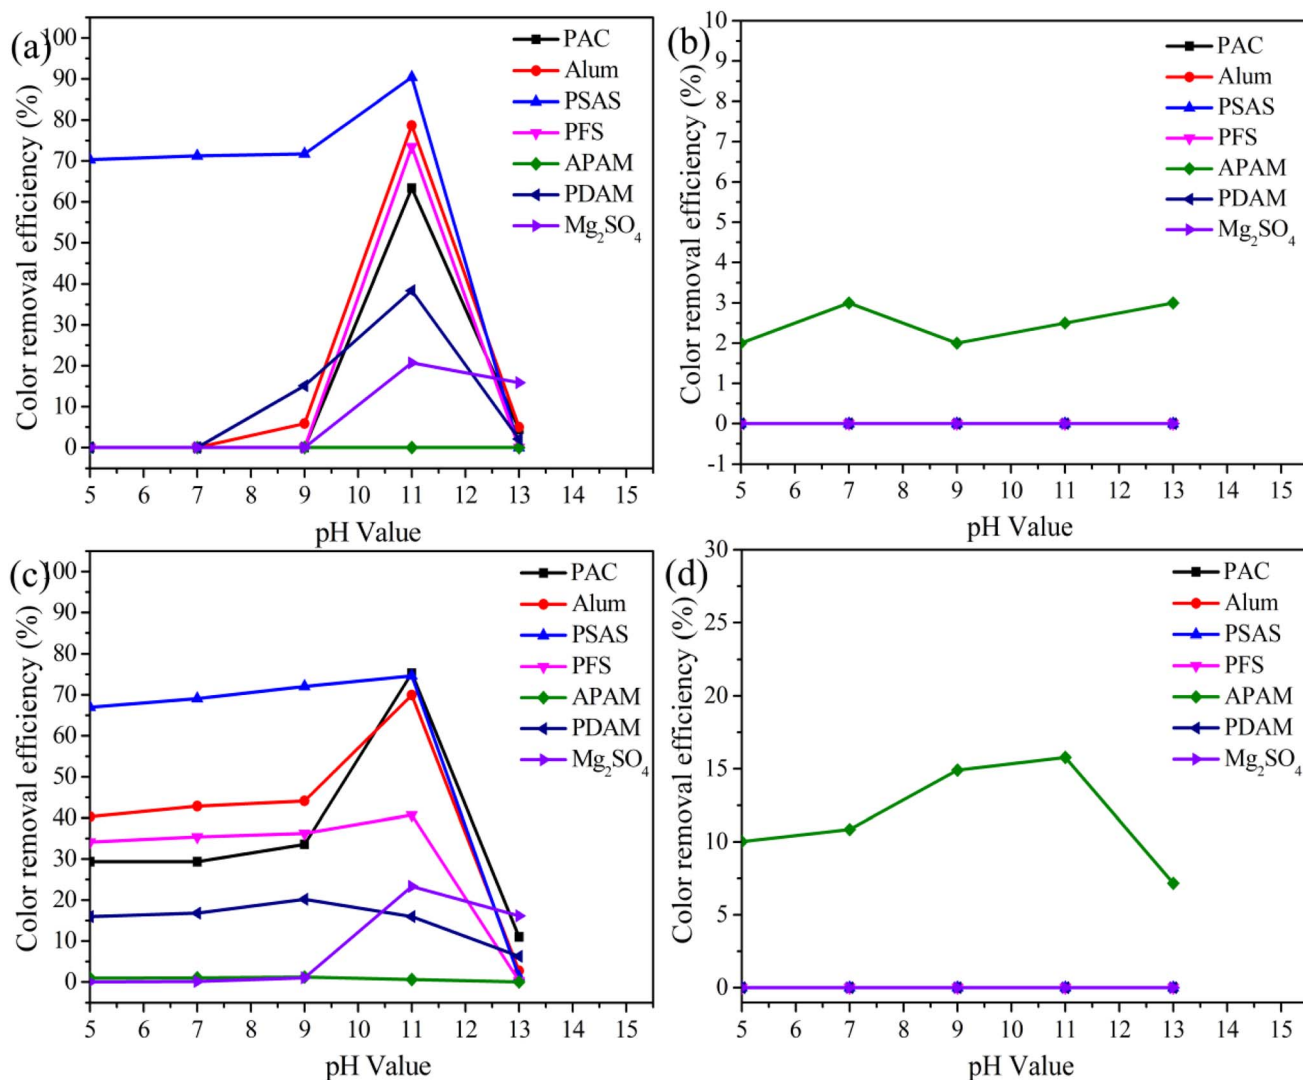 (a)
100
90
80
70
60
50
40
30
20
10
0
Color removal efficiency (%)
PAC
Alum
PSAS
PFS
APAM
PDAM
Mg₂SO₄
5 6 7 8 9 10 11 12 13 14 15
pH Value
(b)
10
9
8
7
6
5
4
3
2
1
0
-1
Color removal efficiency (%)
PAC
Alum
PSAS
PFS
APAM
PDAM
Mg₂SO₄
5 6 7 8 9 10 11 12 13 14 15
pH Value
(c)
100
90
80
70
60
50
40
30
20
10
0
Color removal efficiency (%)
PAC
Alum
PSAS
PFS
APAM
PDAM
Mg₂SO₄
5 6 7 8 9 10 11 12 13 14 15
pH Value
(d)
30
25
20
15
10
5
0
Color removal efficiency (%)
PAC
Alum
PSAS
PFS
APAM
PDAM
Mg₂SO₄
5 6 7 8 9 10 11 12 13 14 15
pH Value